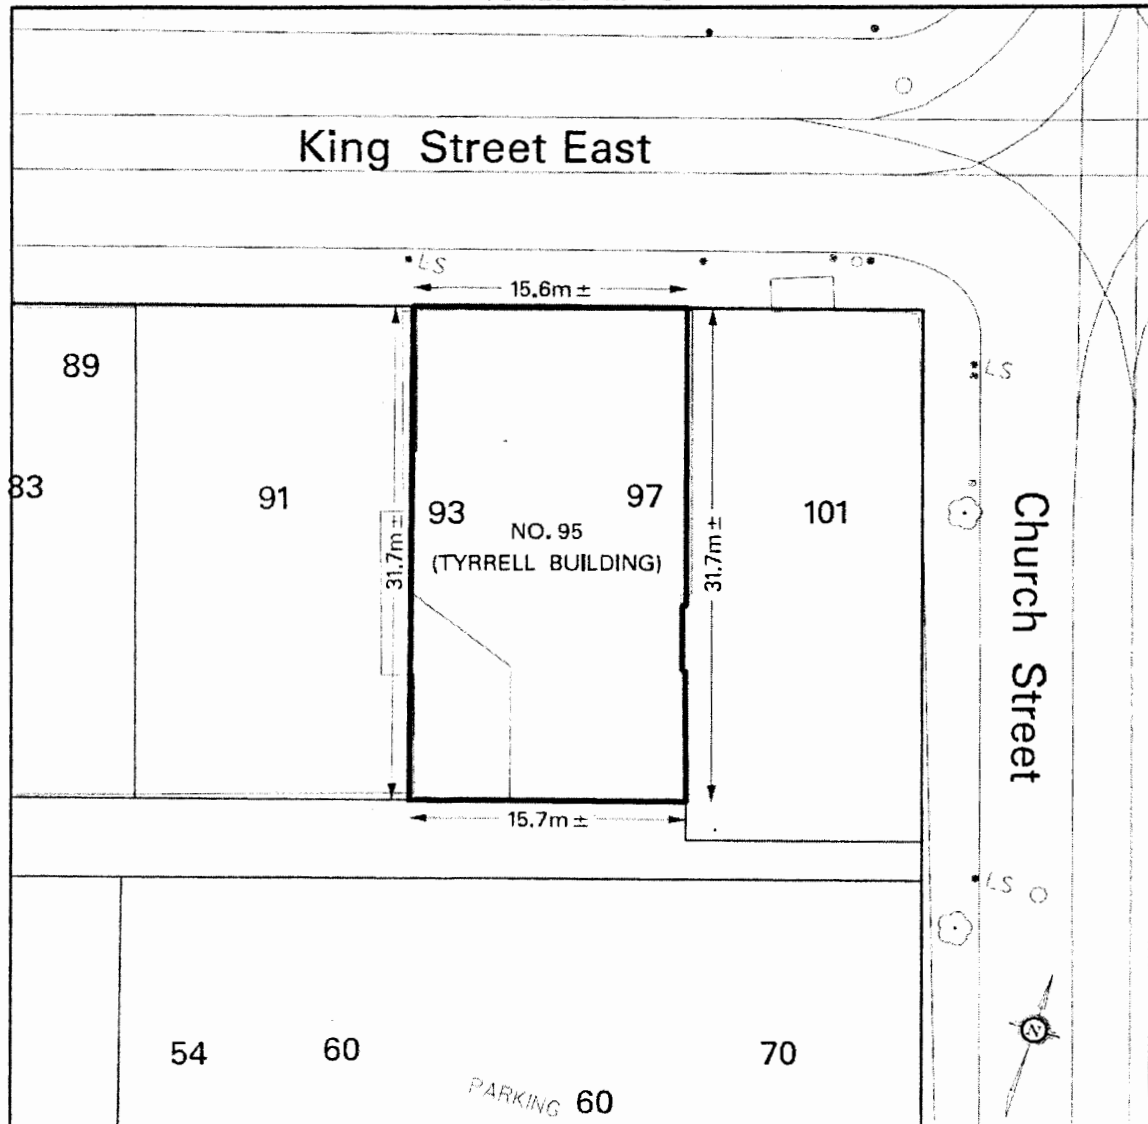 King Street East
LS
15.6m ±
89
LS
83
91
93
97
101
NO. 95
(TYRRELL BUILDING)
31.7m ±
31.7m ±
Church Street
15.7m ±
LS
N
54
60
70
PARKING
60